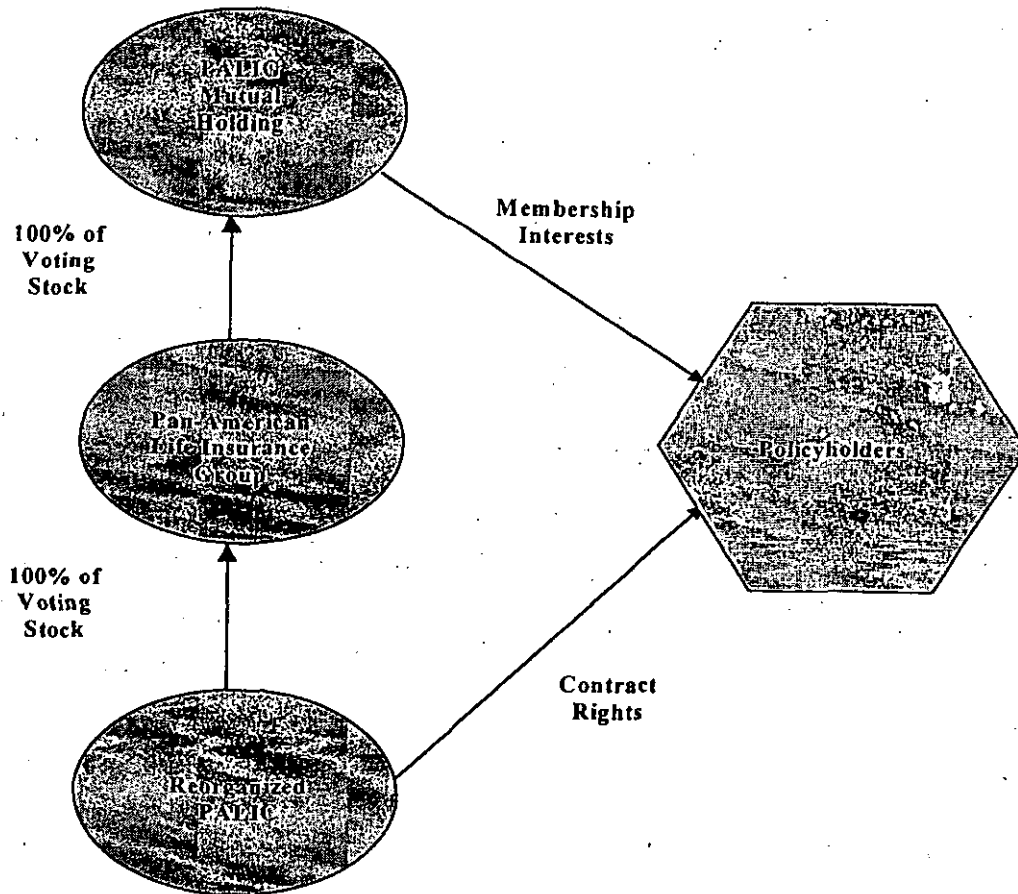 PALIG
Mutual
Holding
Membership
Interests
100% of
Voting
Stock
Pan-American
Life Insurance
Group
Policyholders
100% of
Voting
Stock
Contract
Rights
Reorganized
PALIC